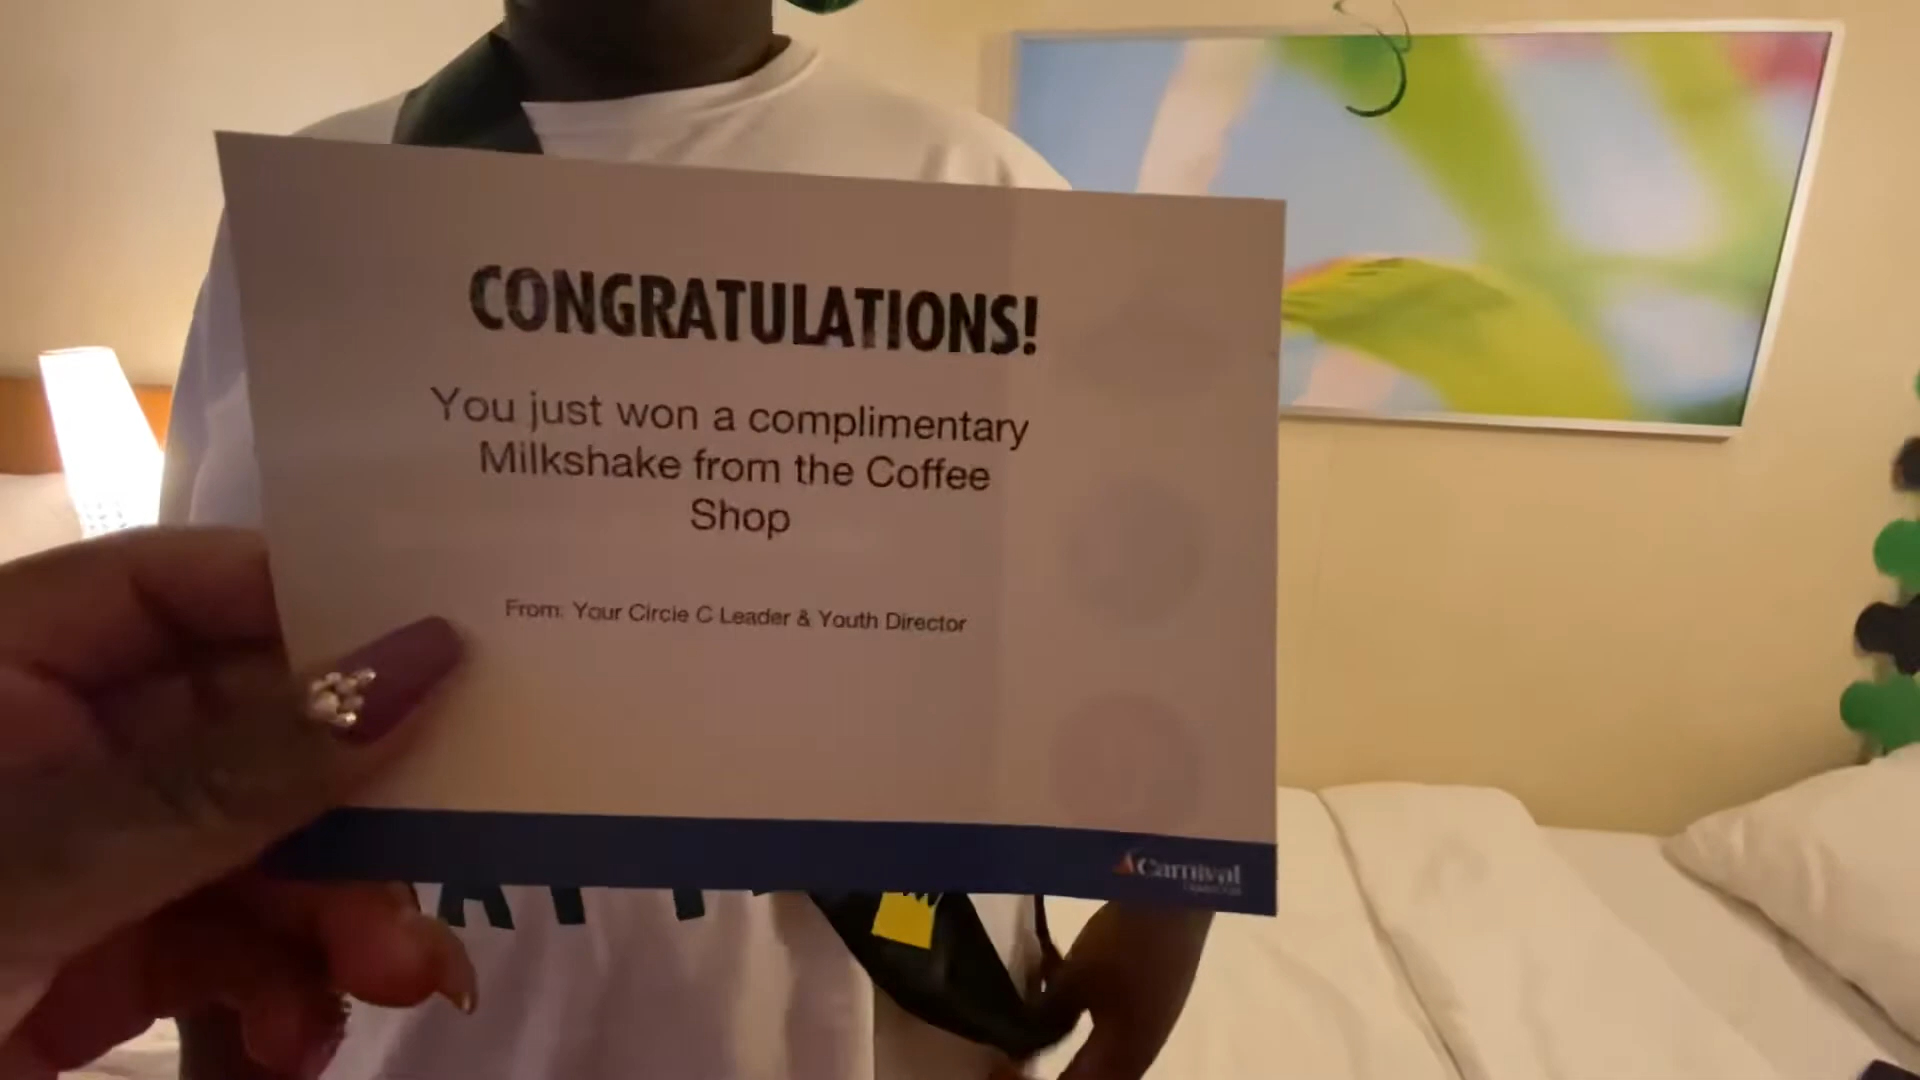 CONGRATULATIONS!
You just won a complimentary
Milkshake from the Coffee
Shop
From: Your Circle C Leader & Youth Director
Carnival